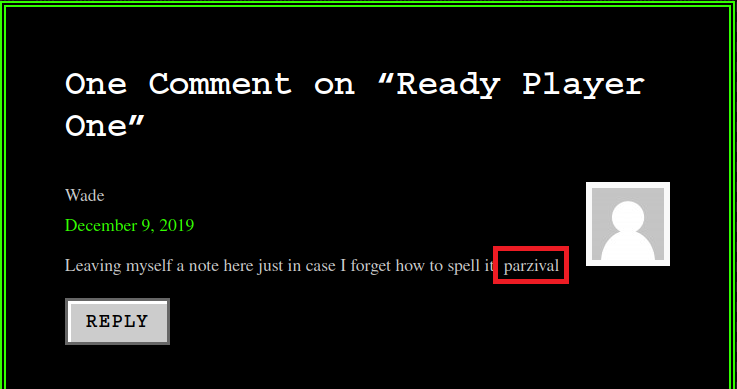 One Comment on “Ready Player
One”
Wade
December 9, 2019
Leaving myself a note here just in case I forget how to spell it parzival
REPLY